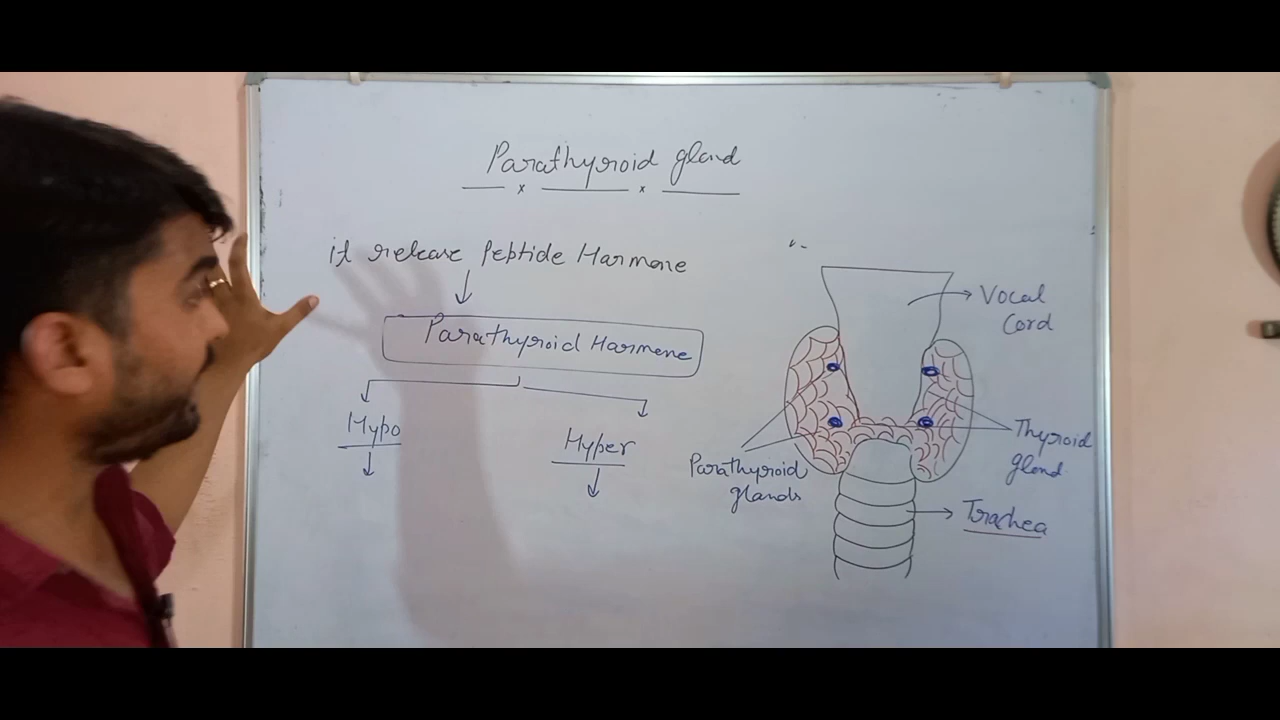 Parathyroid gland
it release Peptide Harmone
Parathyroid Harmone
Hypo
Hyper
Vocal
Cord
Parathyroid
glands
Thyroid
gland
Trachea